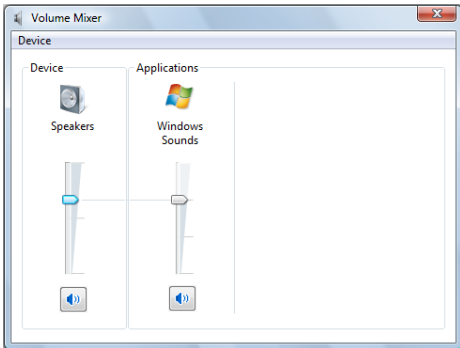 Volume Mixer
Device
Device
Applications
Speakers
Windows
Sounds